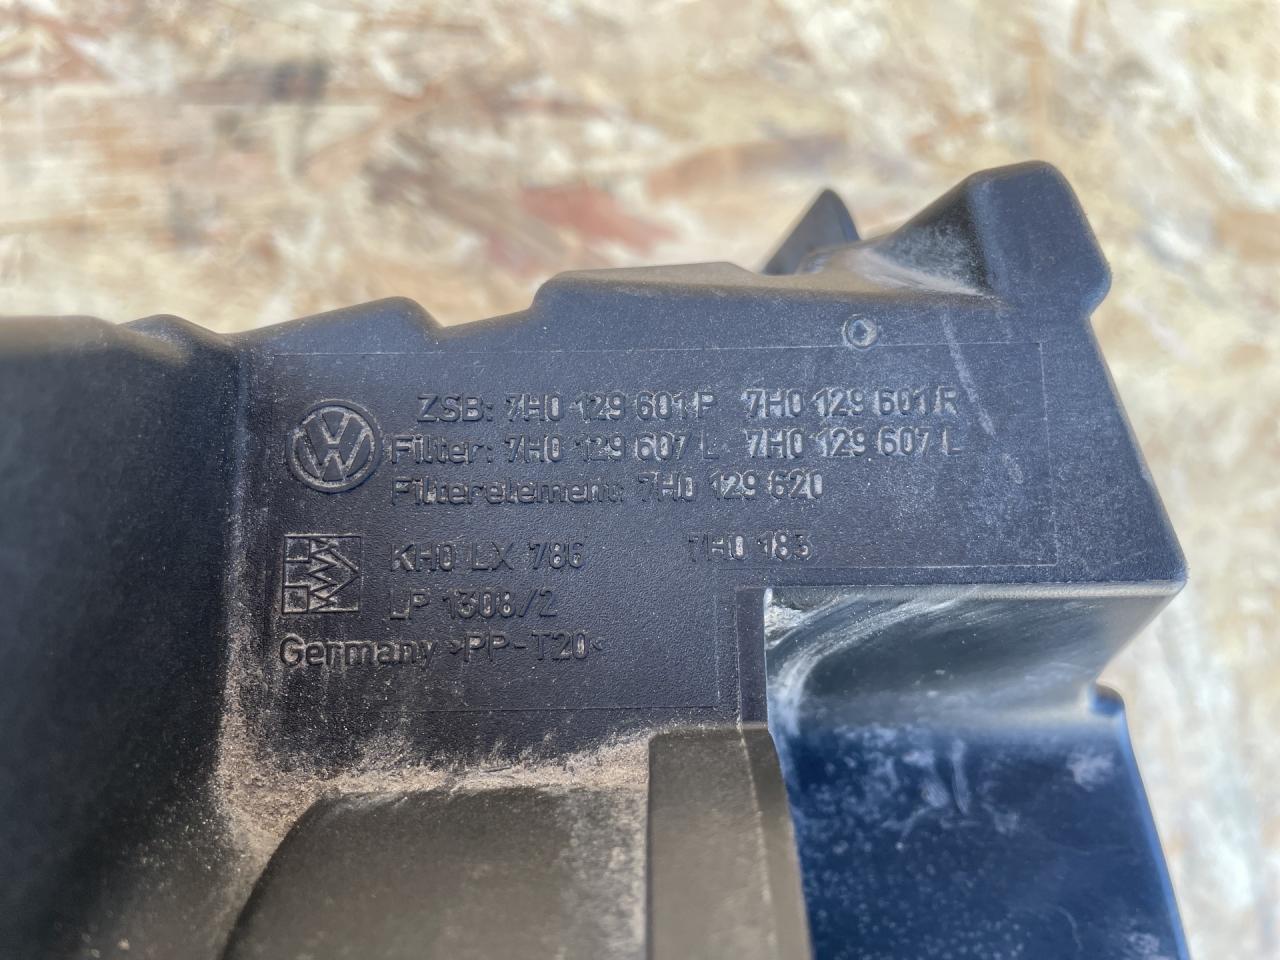 ZSB: 7H0 129 601 P 7H0 129 601 R
Filter: 7H0 129 607 L 7H0 129 607 L
Filterelement: 7H0 129 620
KHO LX 786 7H0 183
LP 1308/2
Germany >PP-T20<